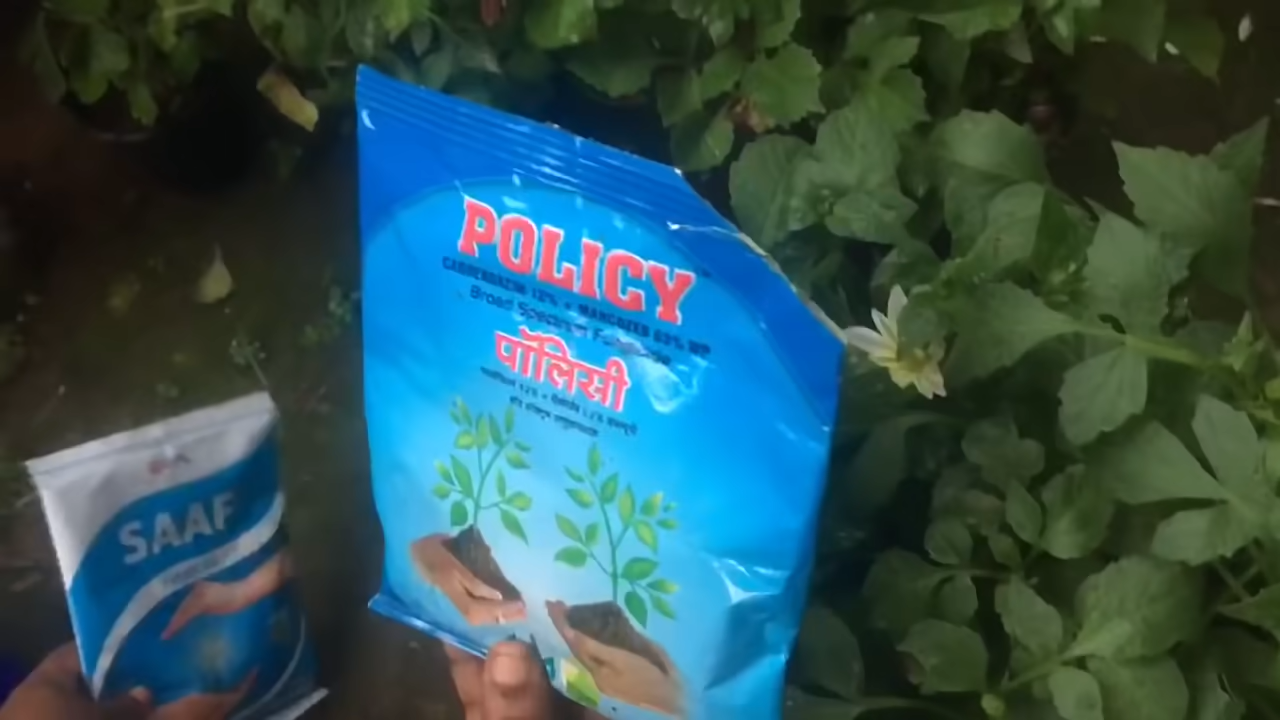 POLICY
CARBENDAZIM 12% + MANCOZEB 63% WP
Broad Spectrum Fungicide
पॉलिसी
SAAF